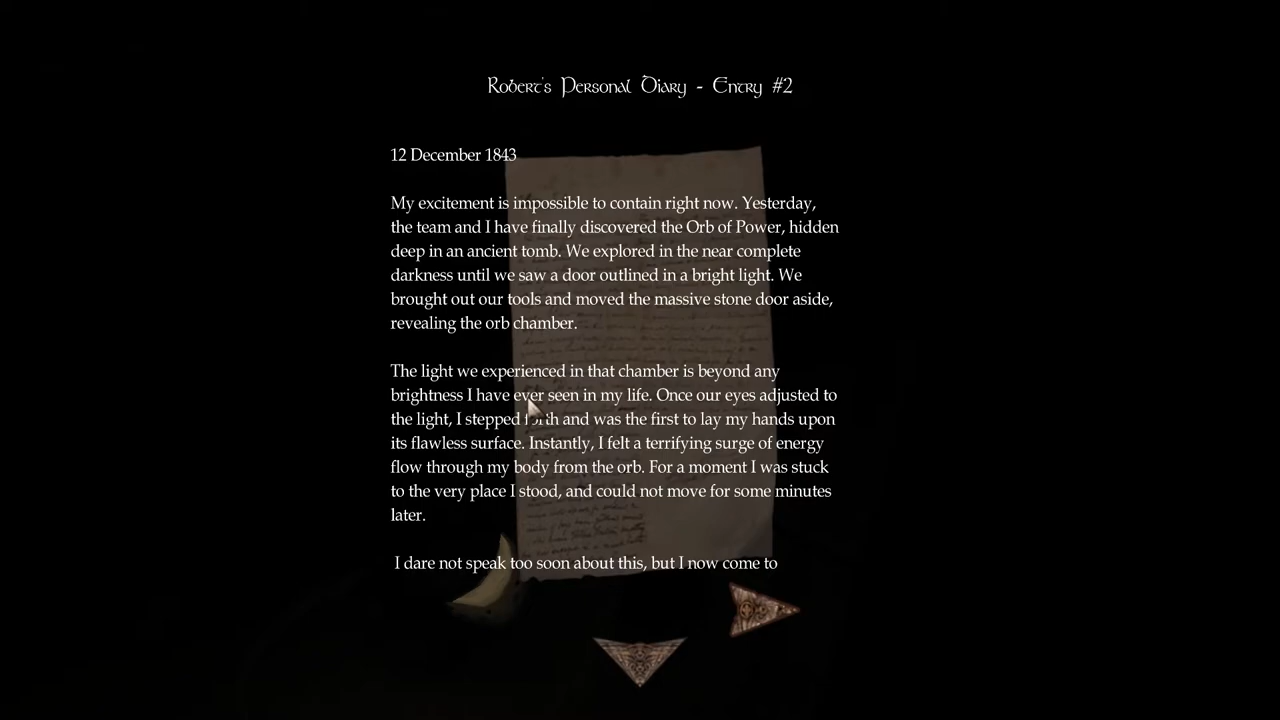 Robert's Personal Diary - Entry #2
12 December 1843
My excitement is impossible to contain right now. Yesterday,
the team and I have finally discovered the Orb of Power, hidden
deep in an ancient tomb. We explored in the near complete
darkness until we saw a door outlined in a bright light. We
brought out our tools and moved the massive stone door aside,
revealing the orb chamber.
The light we experienced in that chamber is beyond any
brightness I have ever seen in my life. Once our eyes adjusted to
the light, I stepped forth and was the first to lay my hands upon
its flawless surface. Instantly, I felt a terrifying surge of energy
flow through my body from the orb. For a moment I was stuck
to the very place I stood, and could not move for some minutes
later.
I dare not speak too soon about this, but I now come to